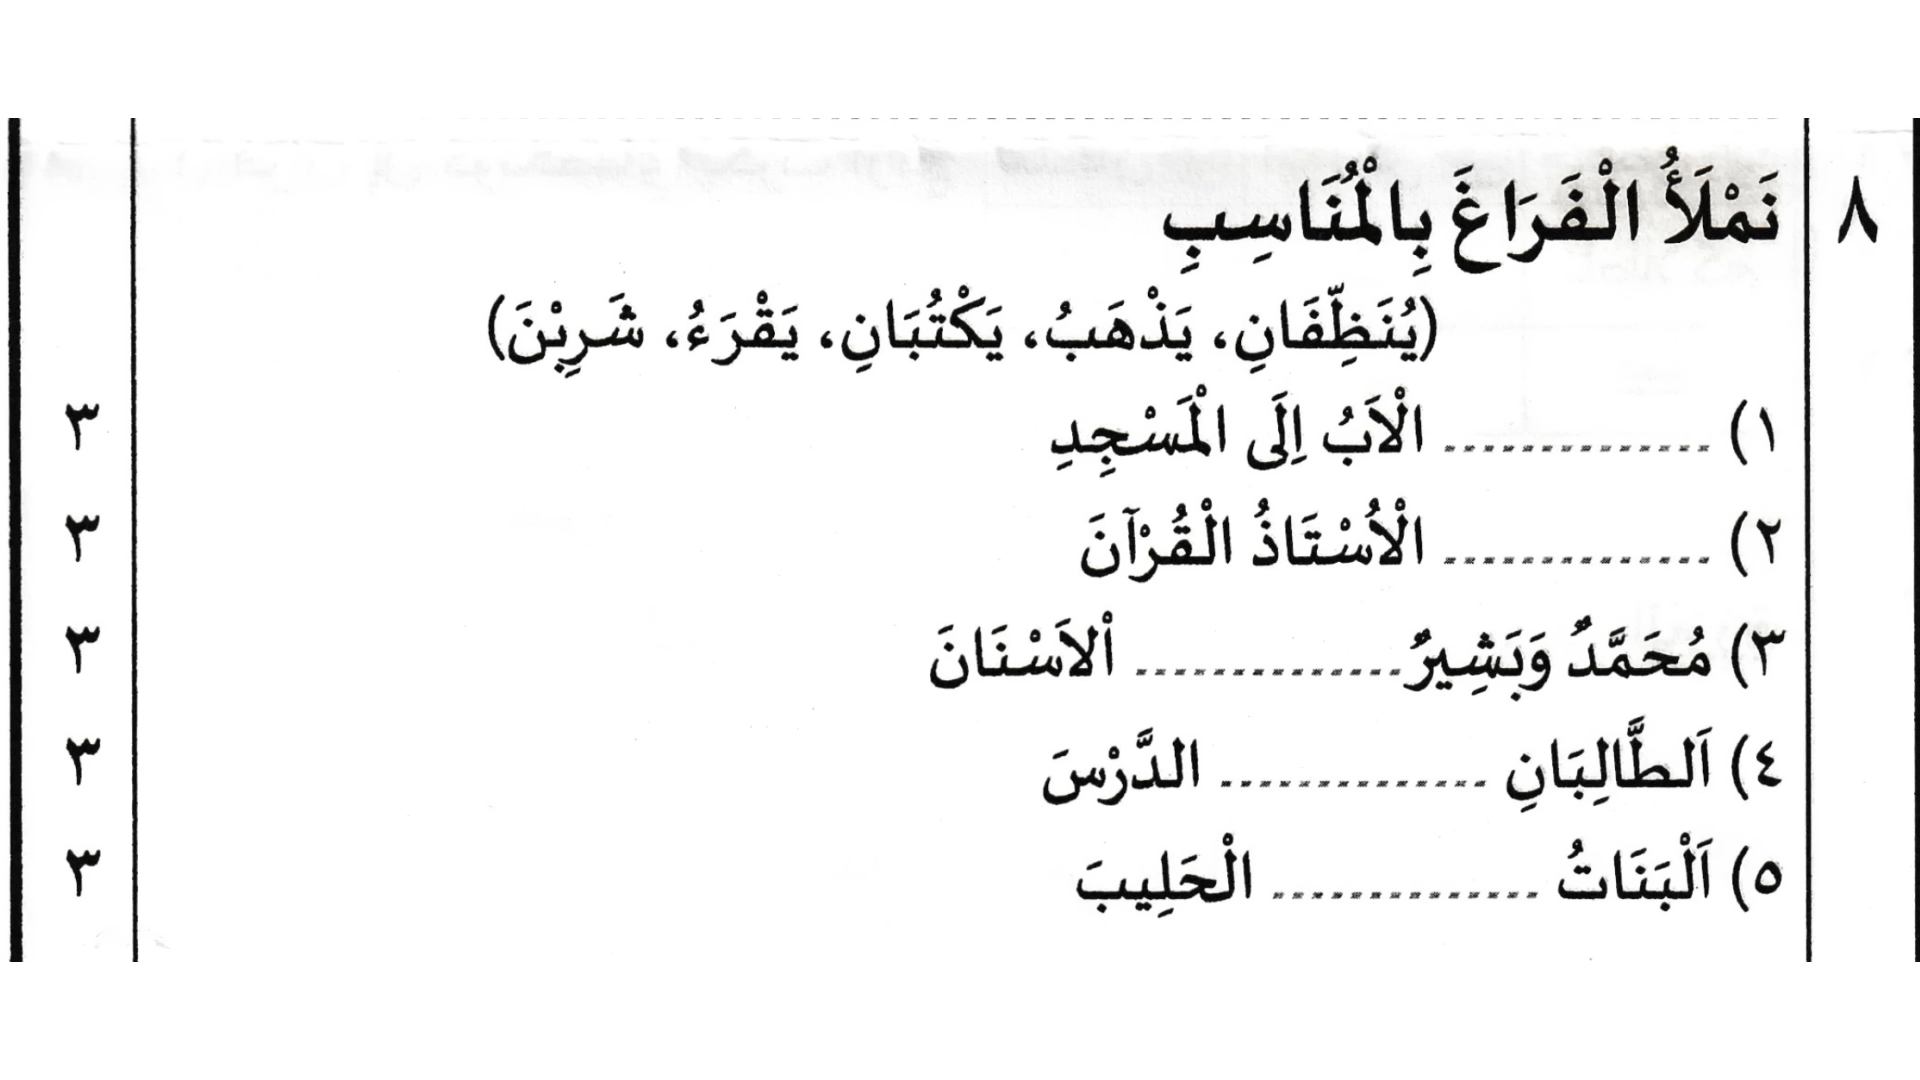 ٨ نَمْلَأُ الْفَرَاغَ بِالْمُنَاسِبِ
(يُنَظِّفَانِ، يَذْهَبُ، يَكْتُبَانِ، يَقْرَءُ، شَرِبْنَ)
١) ............... الْاَبُ اِلَى الْمَسْجِدِ ٣
٢) ............... الْاُسْتَاذُ الْقُرْآنَ ٣
٣) مُحَمَّدٌ وَبَشِيرٌ............... اْلاَسْنَانَ ٣
٤) اَلطَّالِبَانِ ............... الدَّرْسَ ٣
٥) اَلْبَنَاتُ ............... الْحَلِيبَ ٣